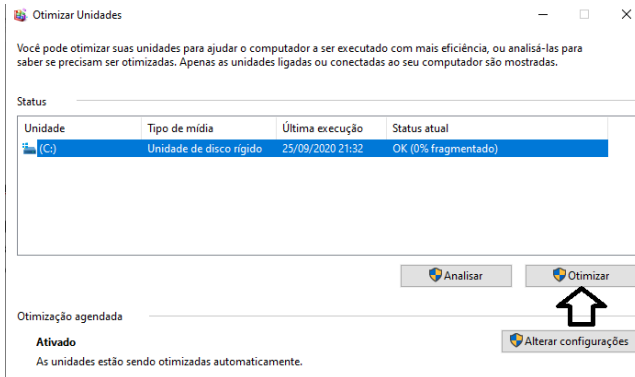 Otimizar Unidades
Você pode otimizar suas unidades para ajudar o computador a ser executado com mais eficiência, ou analisá-las para
saber se precisam ser otimizadas. Apenas as unidades ligadas ou conectadas ao seu computador são mostradas.
Status
Unidade Tipo de mídia Última execução Status atual
(C:) Unidade de disco rígido 25/09/2020 21:32 OK (0% fragmentado)
Analisar Otimizar
Otimização agendada
Ativado Alterar configurações
As unidades estão sendo otimizadas automaticamente.